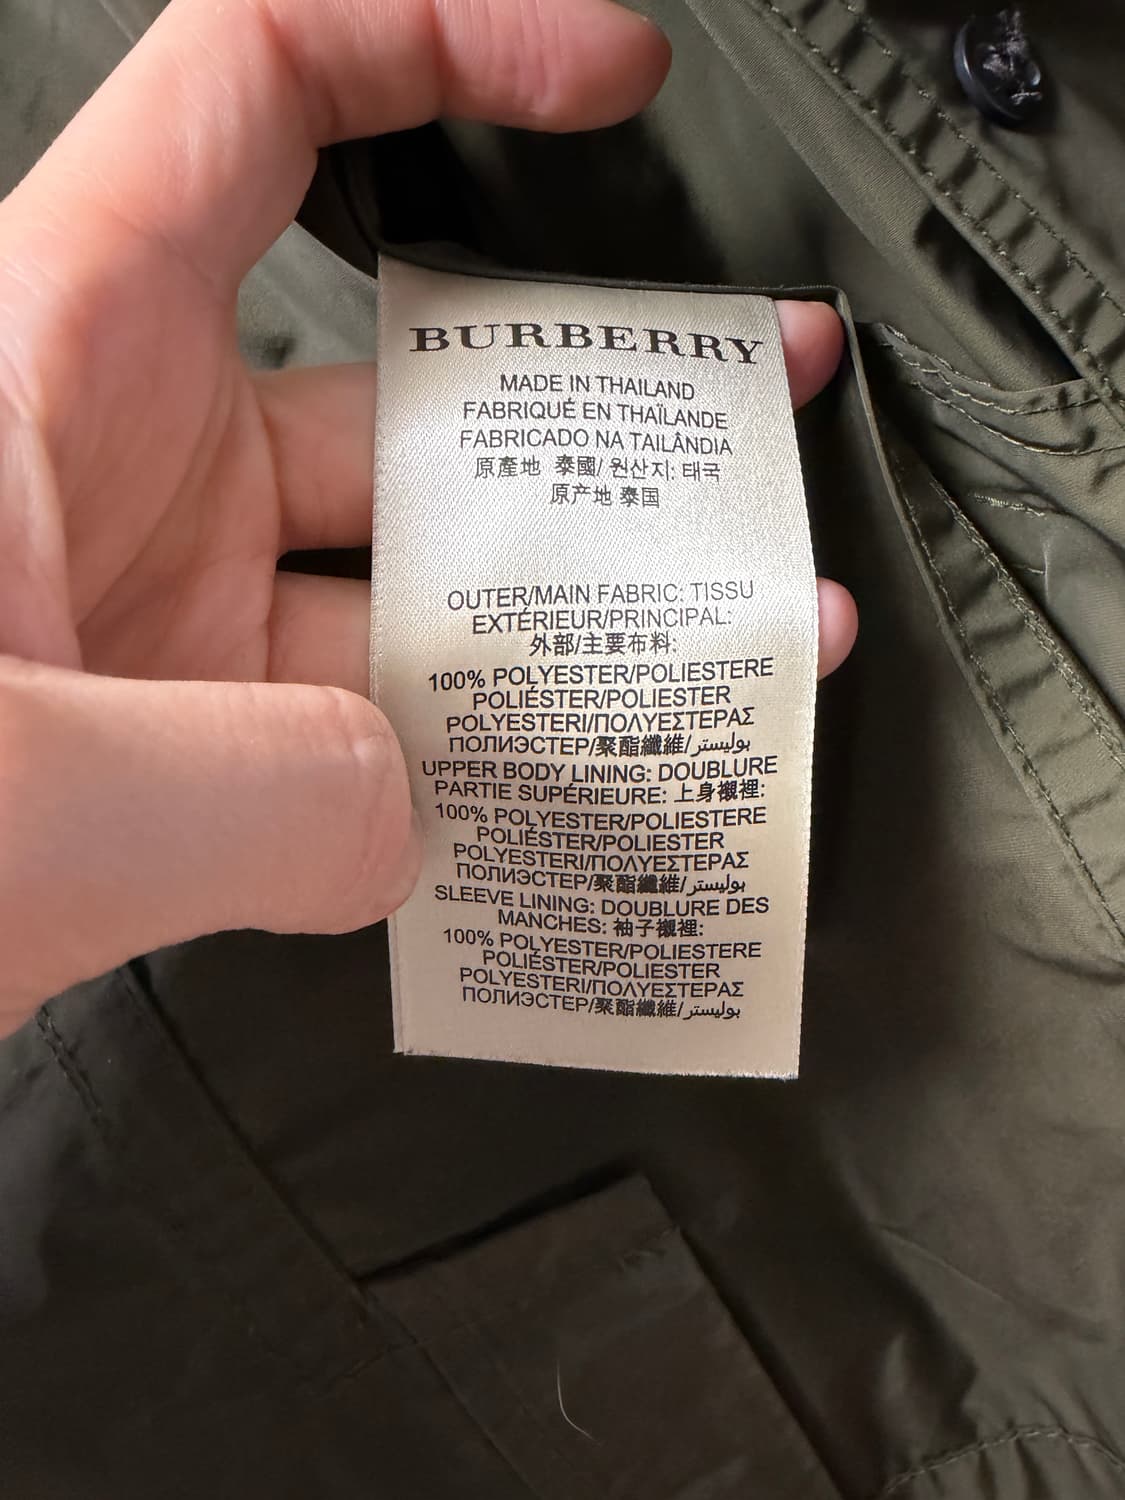 BURBERRY
MADE IN THAILAND
FABRIQUÉ EN THAÏLANDE
FABRICADO NA TAILÂNDIA
原產地 泰國/ 원산지: 태국
原产地 泰国
OUTER/MAIN FABRIC: TISSU
EXTÉRIEUR/PRINCIPAL:
外部/主要布料:
100% POLYESTER/POLIESTERE
POLIÉSTER/POLIESTER
POLYESTERI/ΠΟΛΥΕΣΤΕΡΑΣ
ПОЛИЭСТЕР/聚酯纖維/بوليستر
UPPER BODY LINING: DOUBLURE
PARTIE SUPÉRIEURE: 上身襯裡:
100% POLYESTER/POLIESTERE
POLIÉSTER/POLIESTER
POLYESTERI/ΠΟΛΥΕΣΤΕΡΑΣ
ПОЛИЭСТЕР/聚酯纖維/بوليستر
SLEEVE LINING: DOUBLURE DES
MANCHES: 袖子襯裡:
100% POLYESTER/POLIESTERE
POLIÉSTER/POLIESTER
POLYESTERI/ΠΟΛΥΕΣΤΕΡΑΣ
ПОЛИЭСТЕР/聚酯纖維/بوليستر